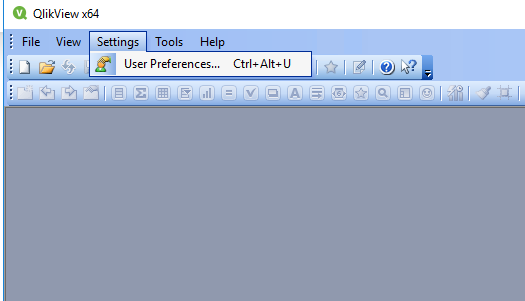 QlikView x64
File View Settings Tools Help
User Preferences... Ctrl+Alt+U